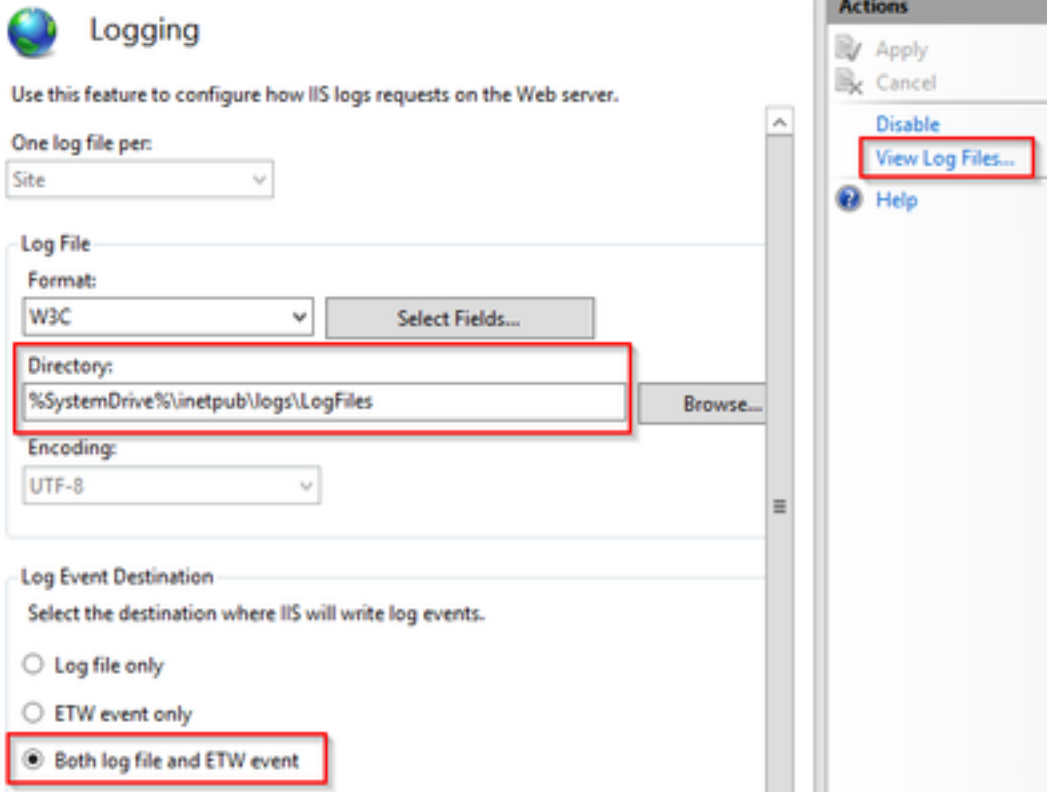 Logging
Use this feature to configure how IIS logs requests on the Web server.
One log file per:
Site
Log File
Format:
W3C
Select Fields...
Directory:
%SystemDrive%\inetpub\logs\LogFiles
Browse...
Encoding:
UTF-8
Log Event Destination
Select the destination where IIS will write log events.
Log file only
ETW event only
Both log file and ETW event
Actions
Apply
Cancel
Disable
View Log Files...
Help